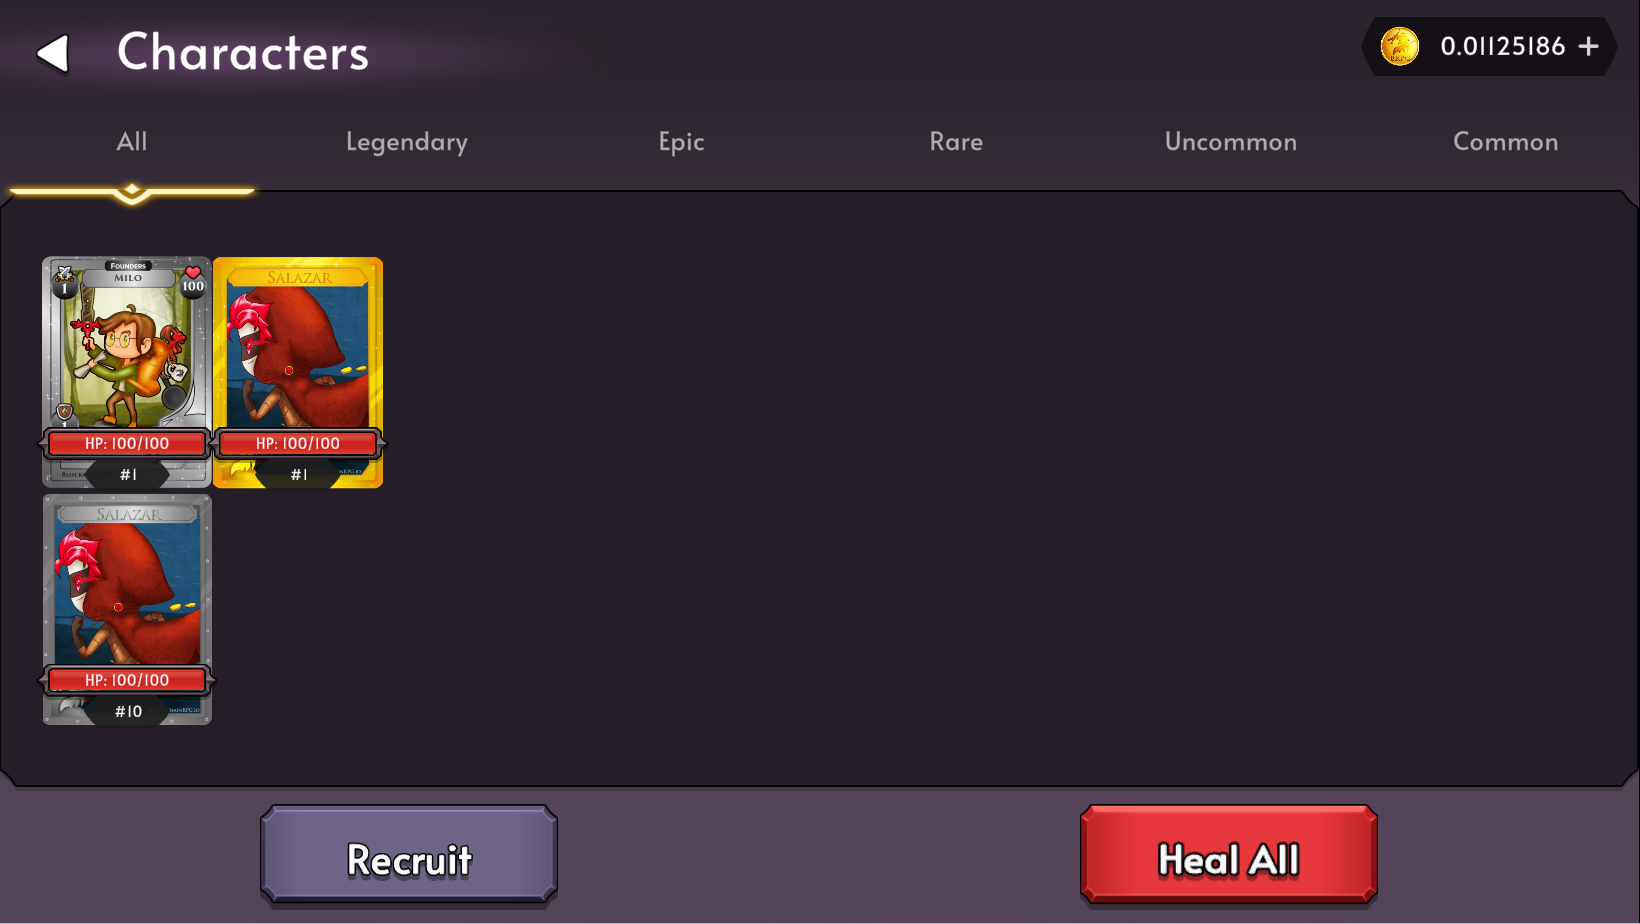 Characters
0.01125186 +
All Legendary Epic Rare Uncommon Common
FOUNDERS
MILO
1
100
HP: 100/100
#1
SALAZAR
HP: 100/100
#1
SALAZAR
HP: 100/100
#10
Recruit
Heal All